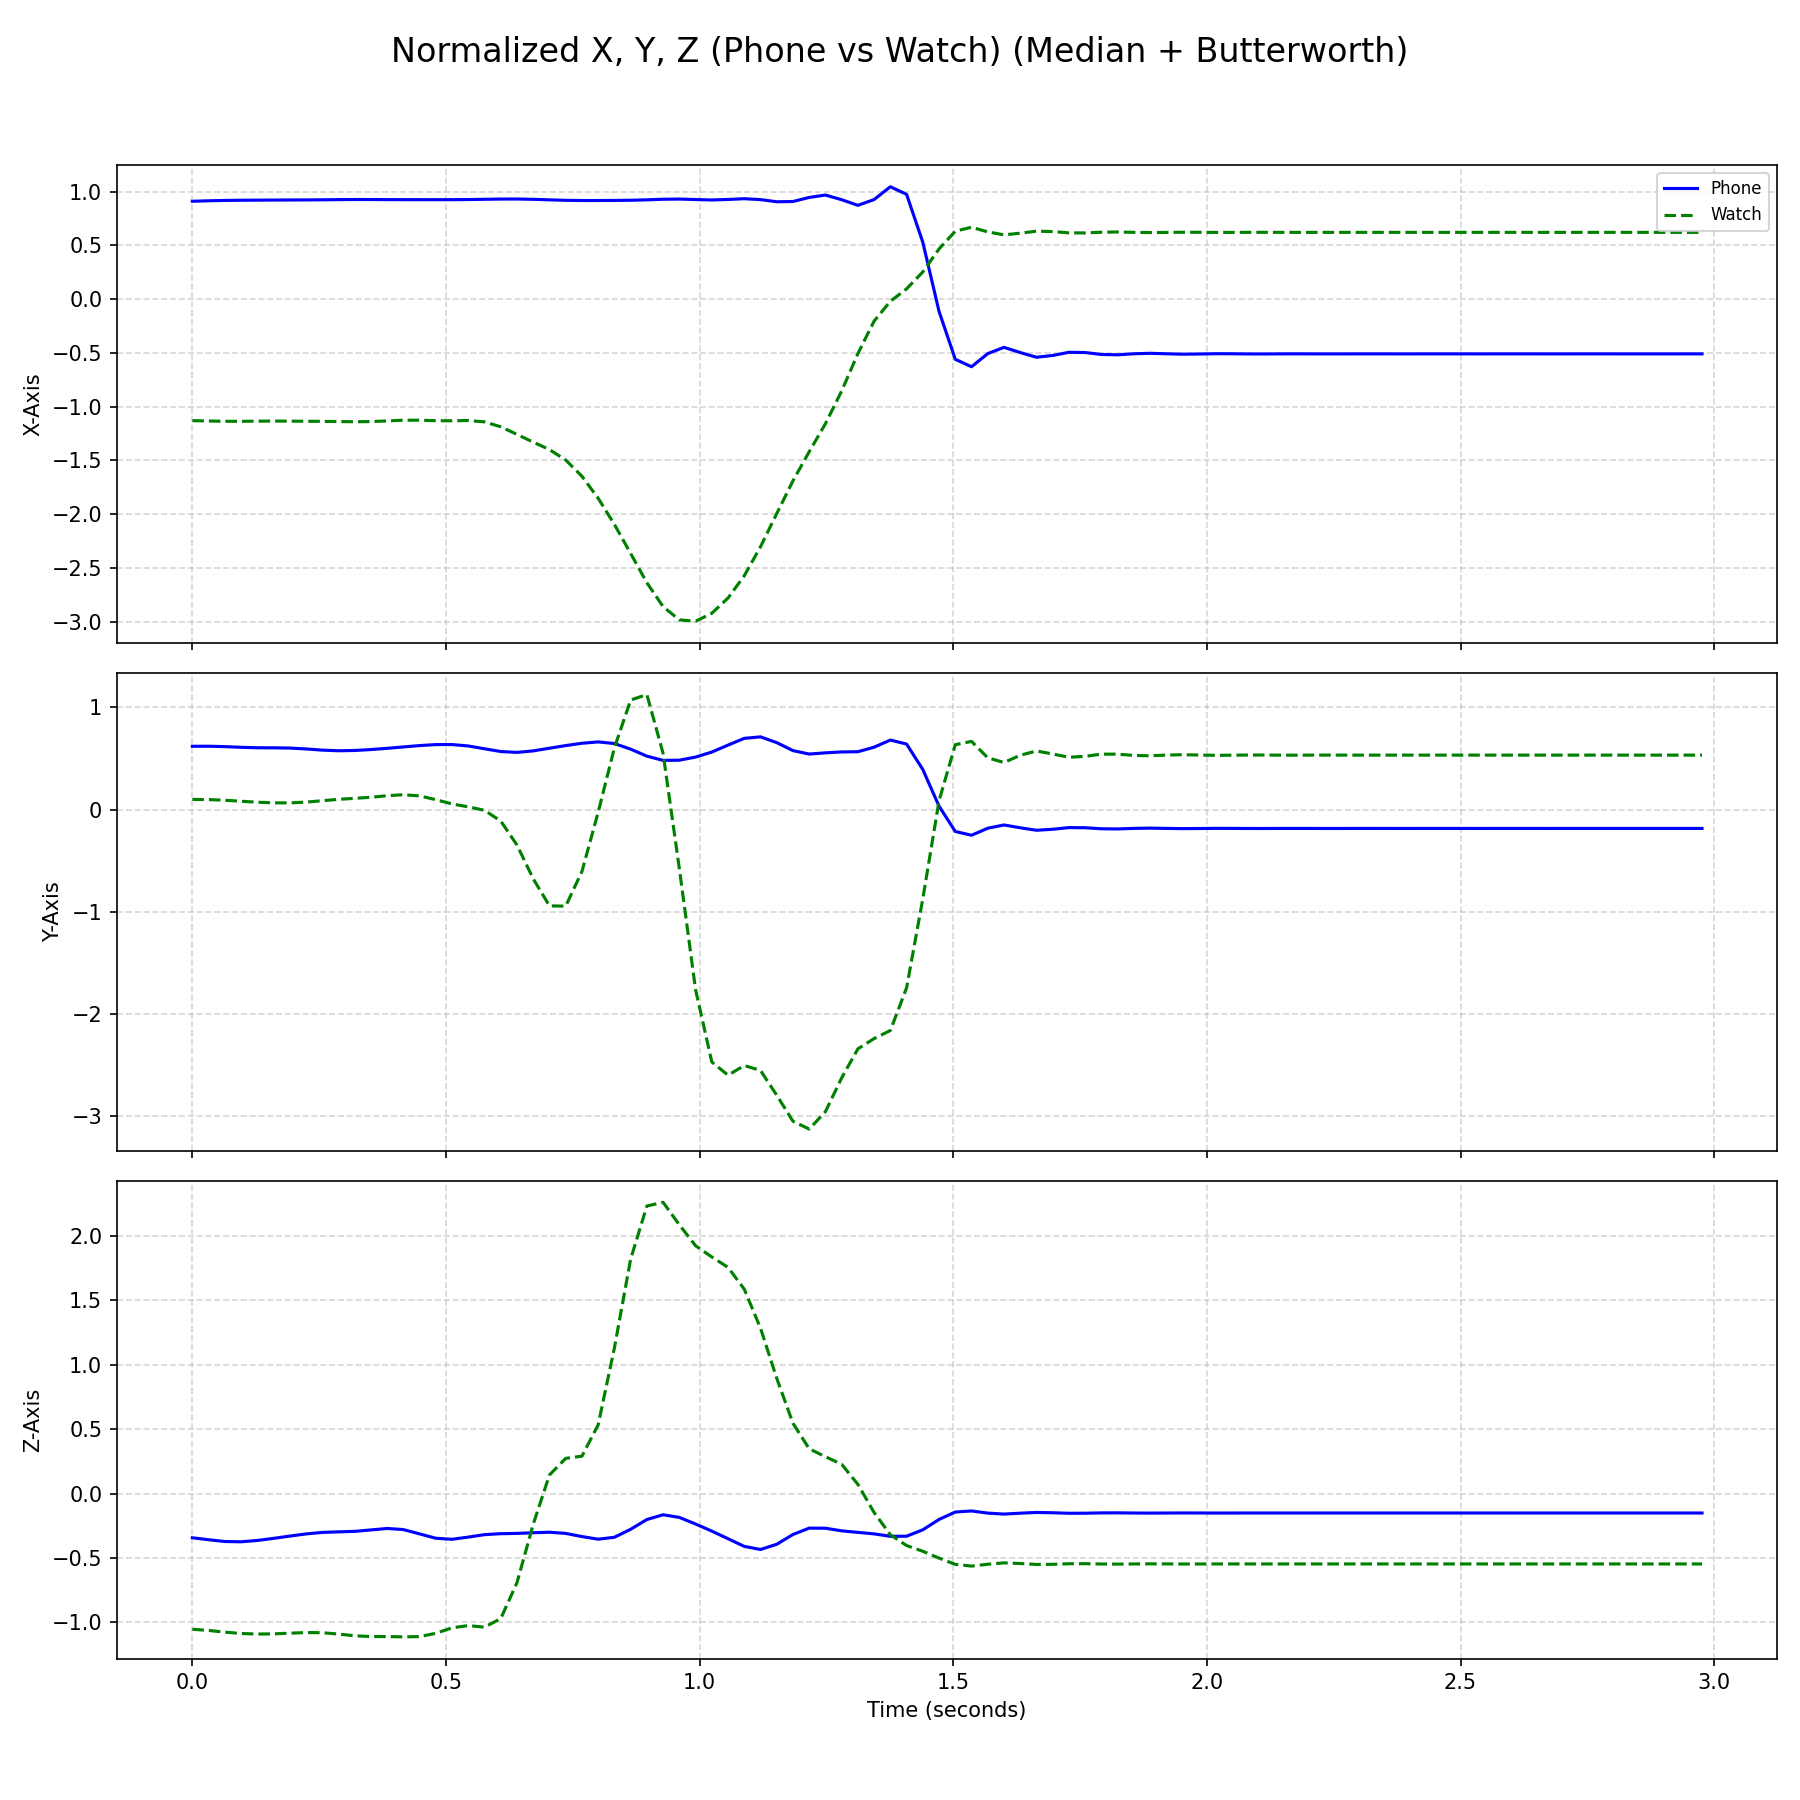 Normalized X, Y, Z (Phone vs Watch) (Median + Butterworth)
Phone
Watch
X-Axis
1.0
0.5
0.0
−0.5
−1.0
−1.5
−2.0
−2.5
−3.0
Y-Axis
1
0
−1
−2
−3
Z-Axis
2.0
1.5
1.0
0.5
0.0
−0.5
−1.0
0.0 0.5 1.0 1.5 2.0 2.5 3.0
Time (seconds)